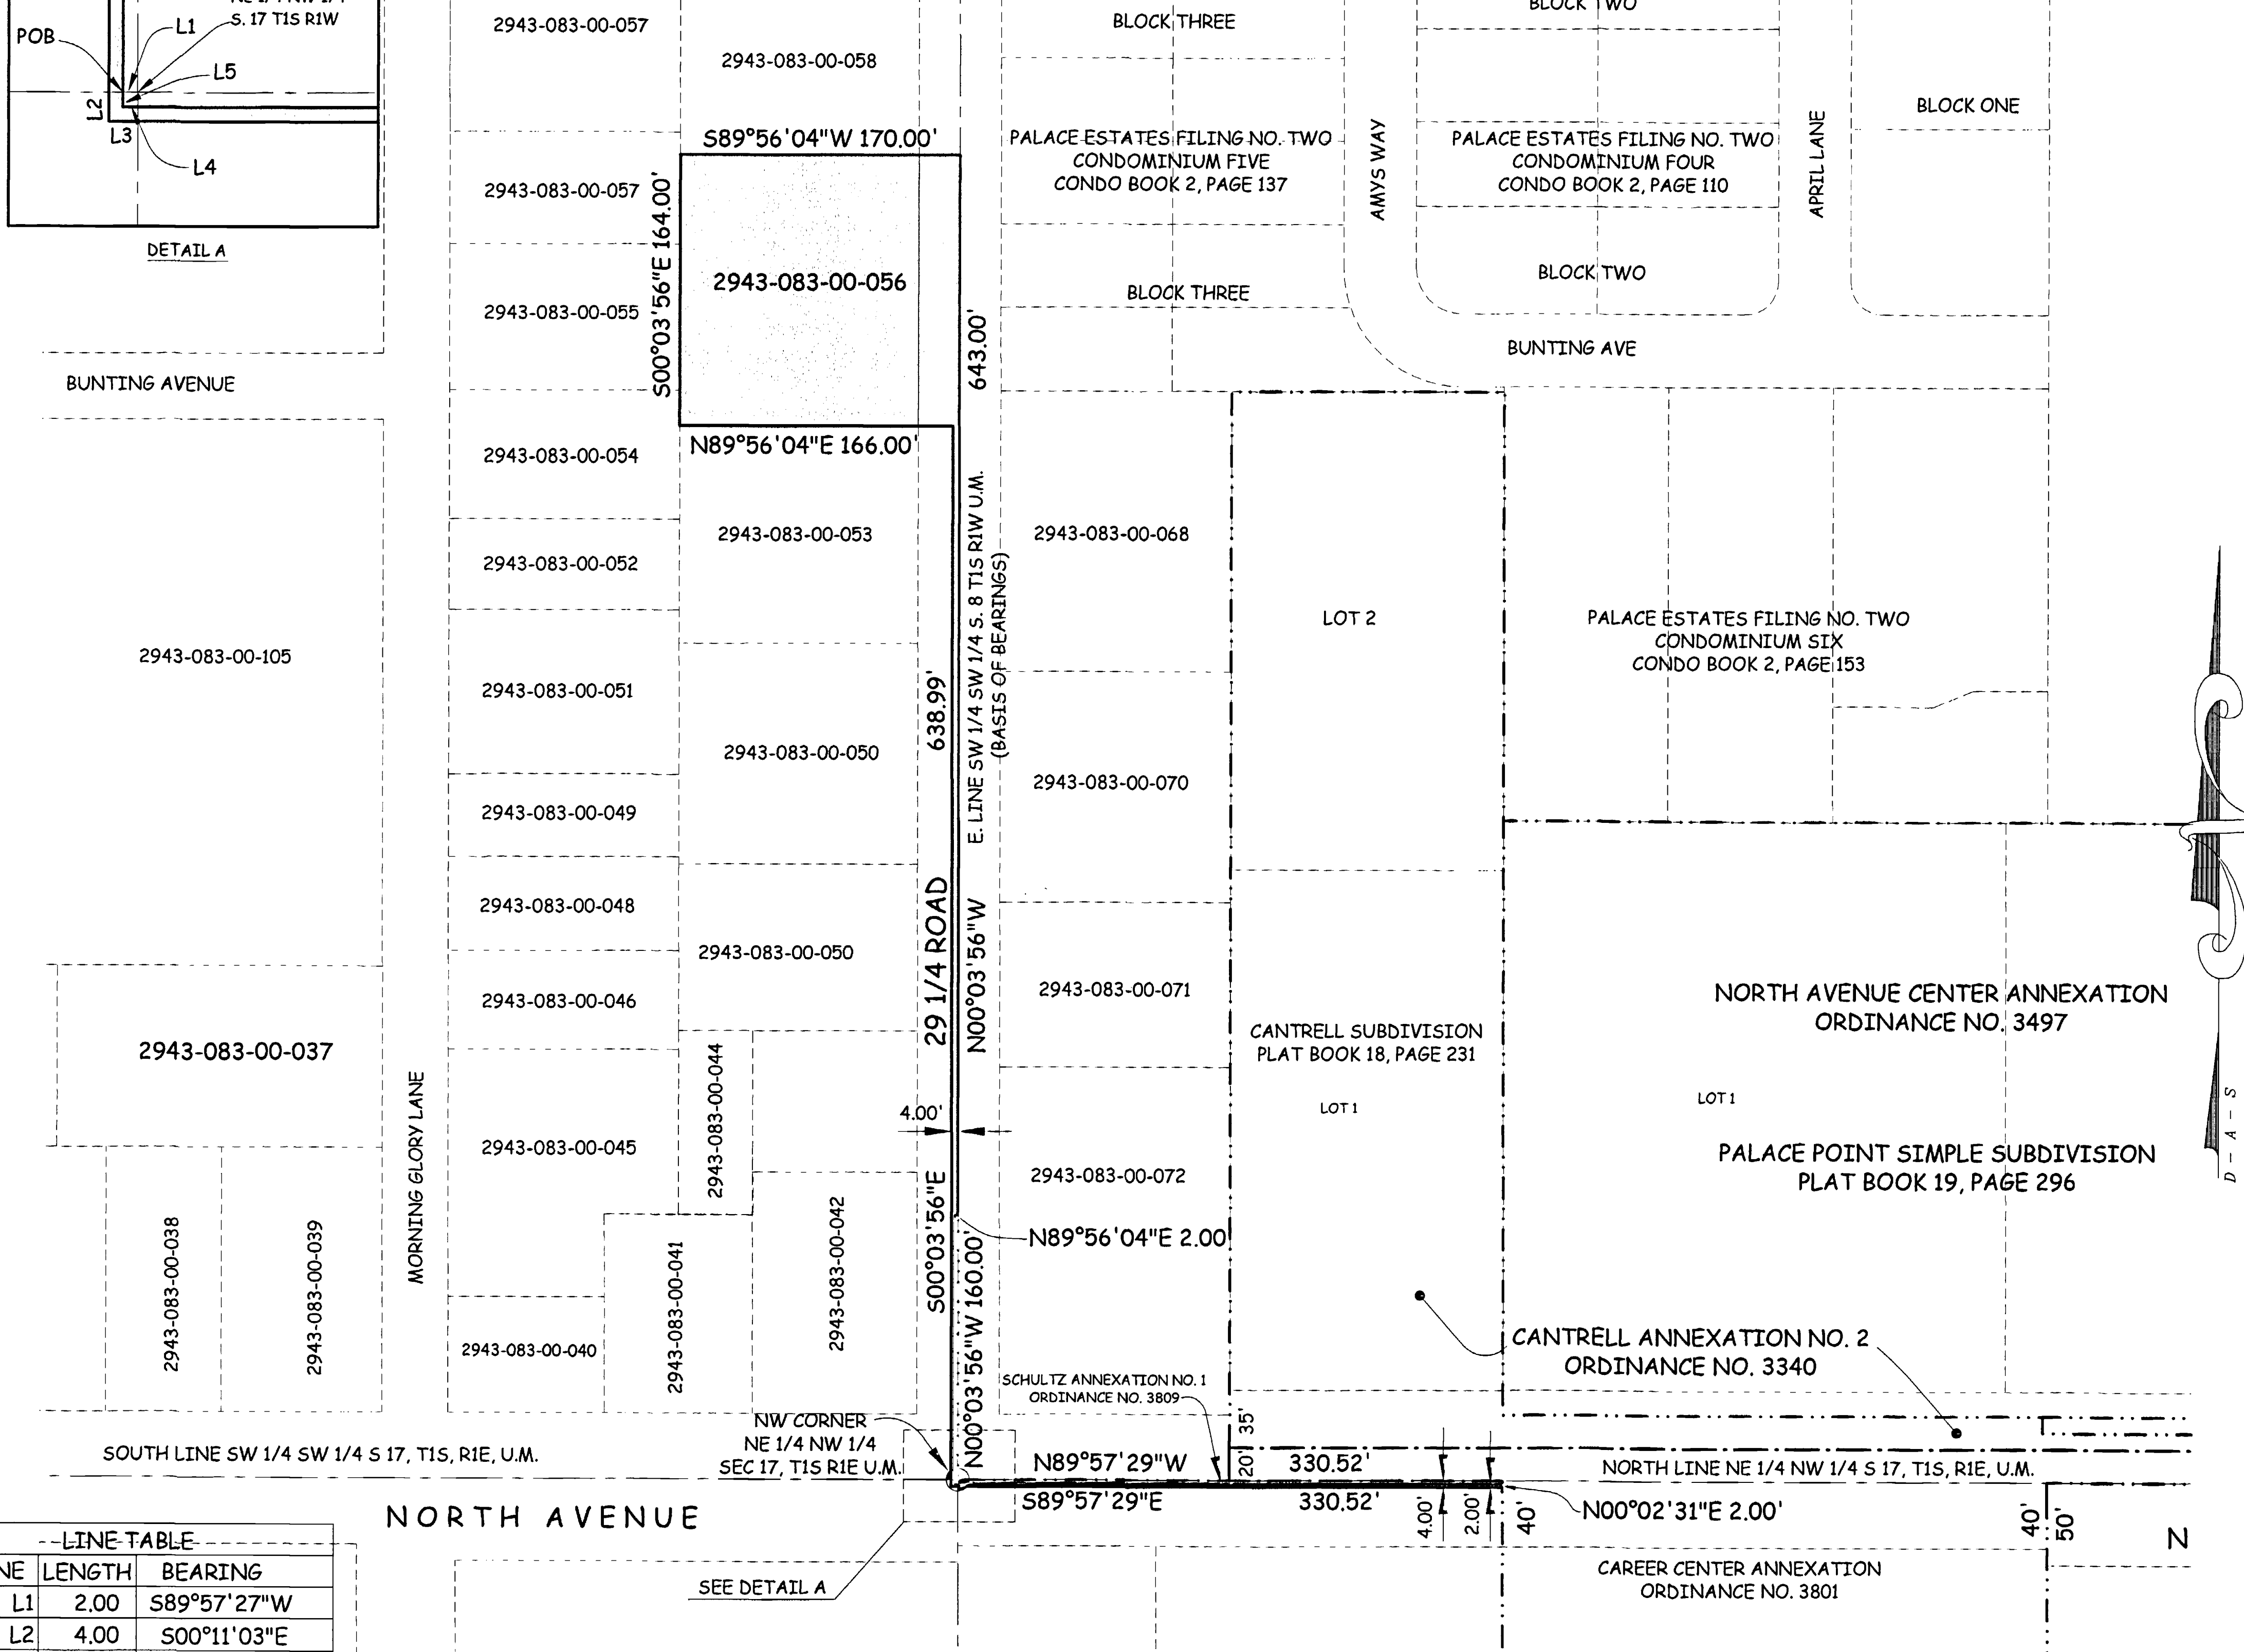 S. 17 T1S R1W
POB
L1
L5
L2
L3
L4
DETAIL A
2943-083-00-057
2943-083-00-058
BLOCK THREE
BLOCK TWO
BLOCK ONE
S89°56'04"W 170.00'
2943-083-00-057
S00°03'56"E 164.00'
2943-083-00-056
2943-083-00-055
643.00'
PALACE ESTATES FILING NO. TWO
CONDOMINIUM FIVE
CONDO BOOK 2, PAGE 137
AMYS WAY
PALACE ESTATES FILING NO. TWO
CONDOMINIUM FOUR
CONDO BOOK 2, PAGE 110
APRIL LANE
BLOCK THREE
BLOCK TWO
BUNTING AVE
BUNTING AVENUE
N89°56'04"E 166.00'
2943-083-00-054
2943-083-00-053
2943-083-00-052
2943-083-00-105
2943-083-00-051
2943-083-00-050
638.99'
E. LINE SW 1/4 SW 1/4 S. 8 T1S R1W U.M.
(BASIS OF BEARINGS)
2943-083-00-068
LOT 2
PALACE ESTATES FILING NO. TWO
CONDOMINIUM SIX
CONDO BOOK 2, PAGE 153
2943-083-00-070
2943-083-00-049
2943-083-00-048
2943-083-00-050
29 1/4 ROAD
N00°03'56"W
2943-083-00-046
2943-083-00-071
2943-083-00-037
MORNING GLORY LANE
2943-083-00-044
2943-083-00-045
4.00'
CANTRELL SUBDIVISION
PLAT BOOK 18, PAGE 231
LOT 1
NORTH AVENUE CENTER ANNEXATION
ORDINANCE NO. 3497
LOT 1
PALACE POINT SIMPLE SUBDIVISION
PLAT BOOK 19, PAGE 296
D-A-S
2943-083-00-072
S00°03'56"E
N89°56'04"E 2.00
N00°03'56"W 160.00'
2943-083-00-038
2943-083-00-039
2943-083-00-040
2943-083-00-041
2943-083-00-042
CANTRELL ANNEXATION NO. 2
ORDINANCE NO. 3340
SCHULTZ ANNEXATION NO. 1
ORDINANCE NO. 3809
35'
20'
NW CORNER
NE 1/4 NW 1/4
SEC 17, T1S R1E U.M.
SOUTH LINE SW 1/4 SW 1/4 S 17, T1S, R1E, U.M.
N89°57'29"W 330.52'
S89°57'29"E 330.52'
NORTH LINE NE 1/4 NW 1/4 S 17, T1S, R1E, U.M.
4.00'
2.00'
40'
N00°02'31"E 2.00'
40'
50'
N
NORTH AVENUE
SEE DETAIL A
CAREER CENTER ANNEXATION
ORDINANCE NO. 3801
LINE TABLE
NE LENGTH BEARING
L1 2.00 S89°57'27"W
L2 4.00 S00°11'03"E